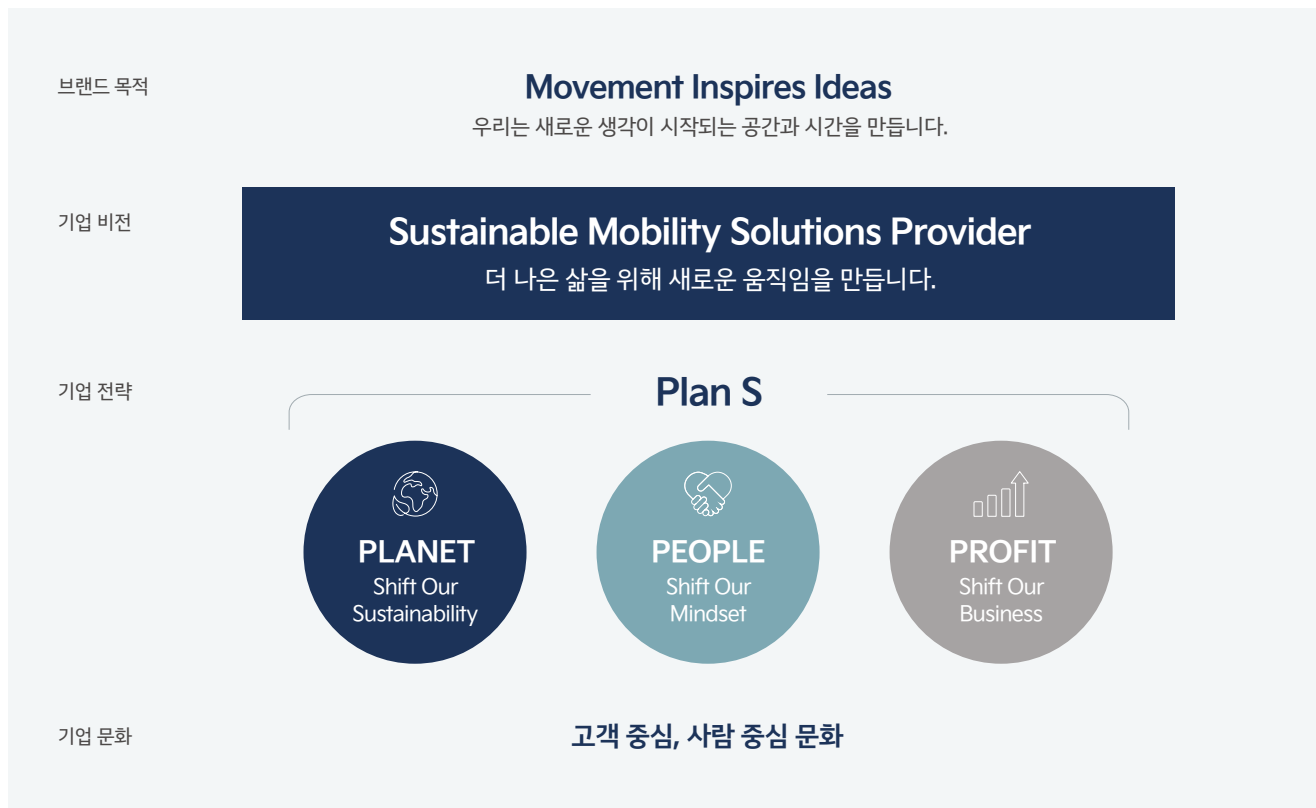 브랜드 목적
Movement Inspires Ideas
우리는 새로운 생각이 시작되는 공간과 시간을 만듭니다.
기업 비전
Sustainable Mobility Solutions Provider
더 나은 삶을 위해 새로운 움직임을 만듭니다.
기업 전략
Plan S
PLANET
Shift Our
Sustainability
PEOPLE
Shift Our
Mindset
PROFIT
Shift Our
Business
기업 문화
고객 중심, 사람 중심 문화